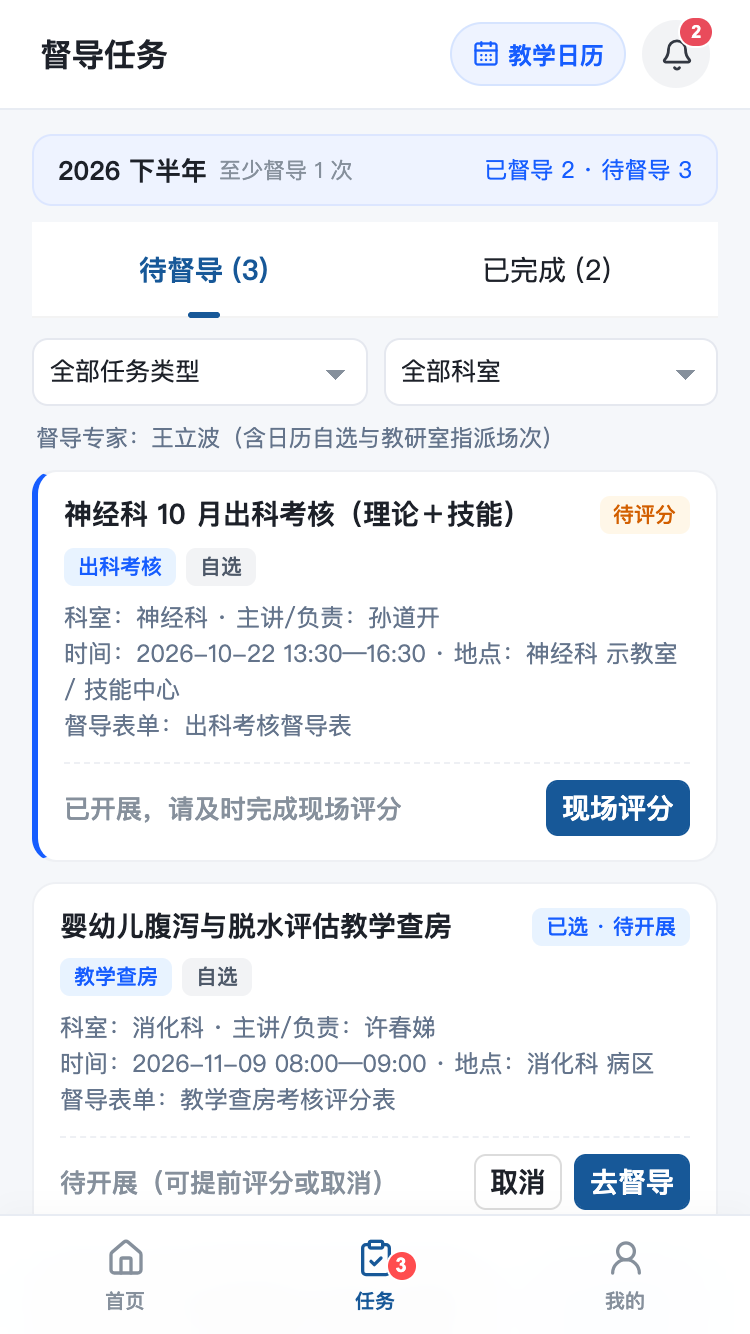 督导任务
教学日历
2
2026 下半年 至少督导 1 次 已督导 2 · 待督导 3
待督导 (3) 已完成 (2)
全部任务类型 全部科室
督导专家：王立波（含日历自选与教研室指派场次）
神经科 10 月出科考核（理论＋技能） 待评分
出科考核 自选
科室：神经科 · 主讲/负责：孙道开
时间：2026-10-22 13:30—16:30 · 地点：神经科 示教室
/ 技能中心
督导表单：出科考核督导表
已开展，请及时完成现场评分 现场评分
婴幼儿腹泻与脱水评估教学查房 已选 · 待开展
教学查房 自选
科室：消化科 · 主讲/负责：许春娣
时间：2026-11-09 08:00—09:00 · 地点：消化科 病区
督导表单：教学查房考核评分表
待开展（可提前评分或取消） 取消 去督导
3
首页 任务 我的